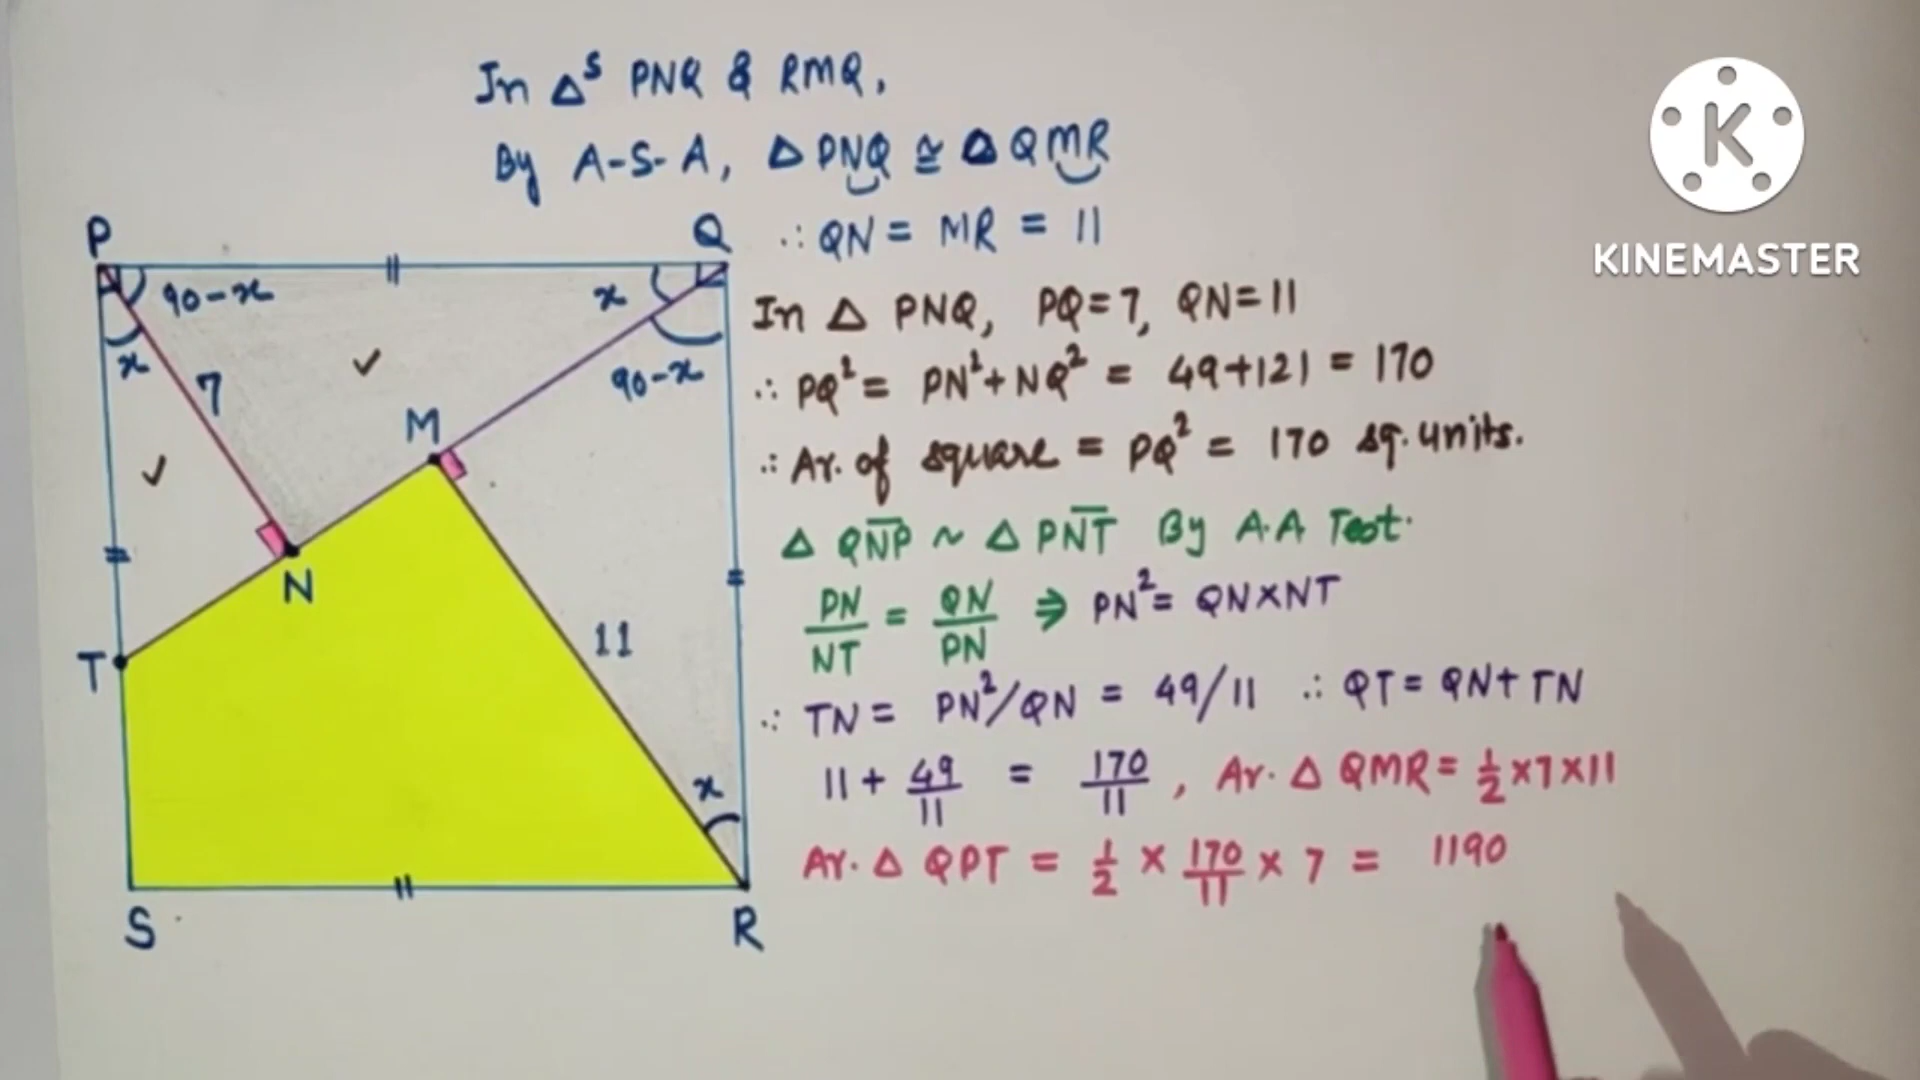 In Δs PNQ & RMQ,
By A-S-A, Δ PNQ ≅ Δ QMR
∴ QN = MR = 11
In Δ PNQ, PQ=7, QN=11
∴ PQ² = PN²+NQ² = 49+121 = 170
∴ Ar. of square = PQ² = 170 sq. units.
Δ QNP ~ Δ PNT By A.A Test.
PN/NT = QN/PN ⇒ PN² = QN×NT
∴ TN = PN²/QN = 49/11 ∴ QT = QN+TN
11 + 49/11 = 170/11, Ar. Δ QMR = 1/2 ×7×11
Ar. Δ QPT = 1/2 × 170/11 × 7 = 1190
P
Q
90-x
x
x
7
90-x
M
N
T
11
x
S
R
K
KINEMASTER